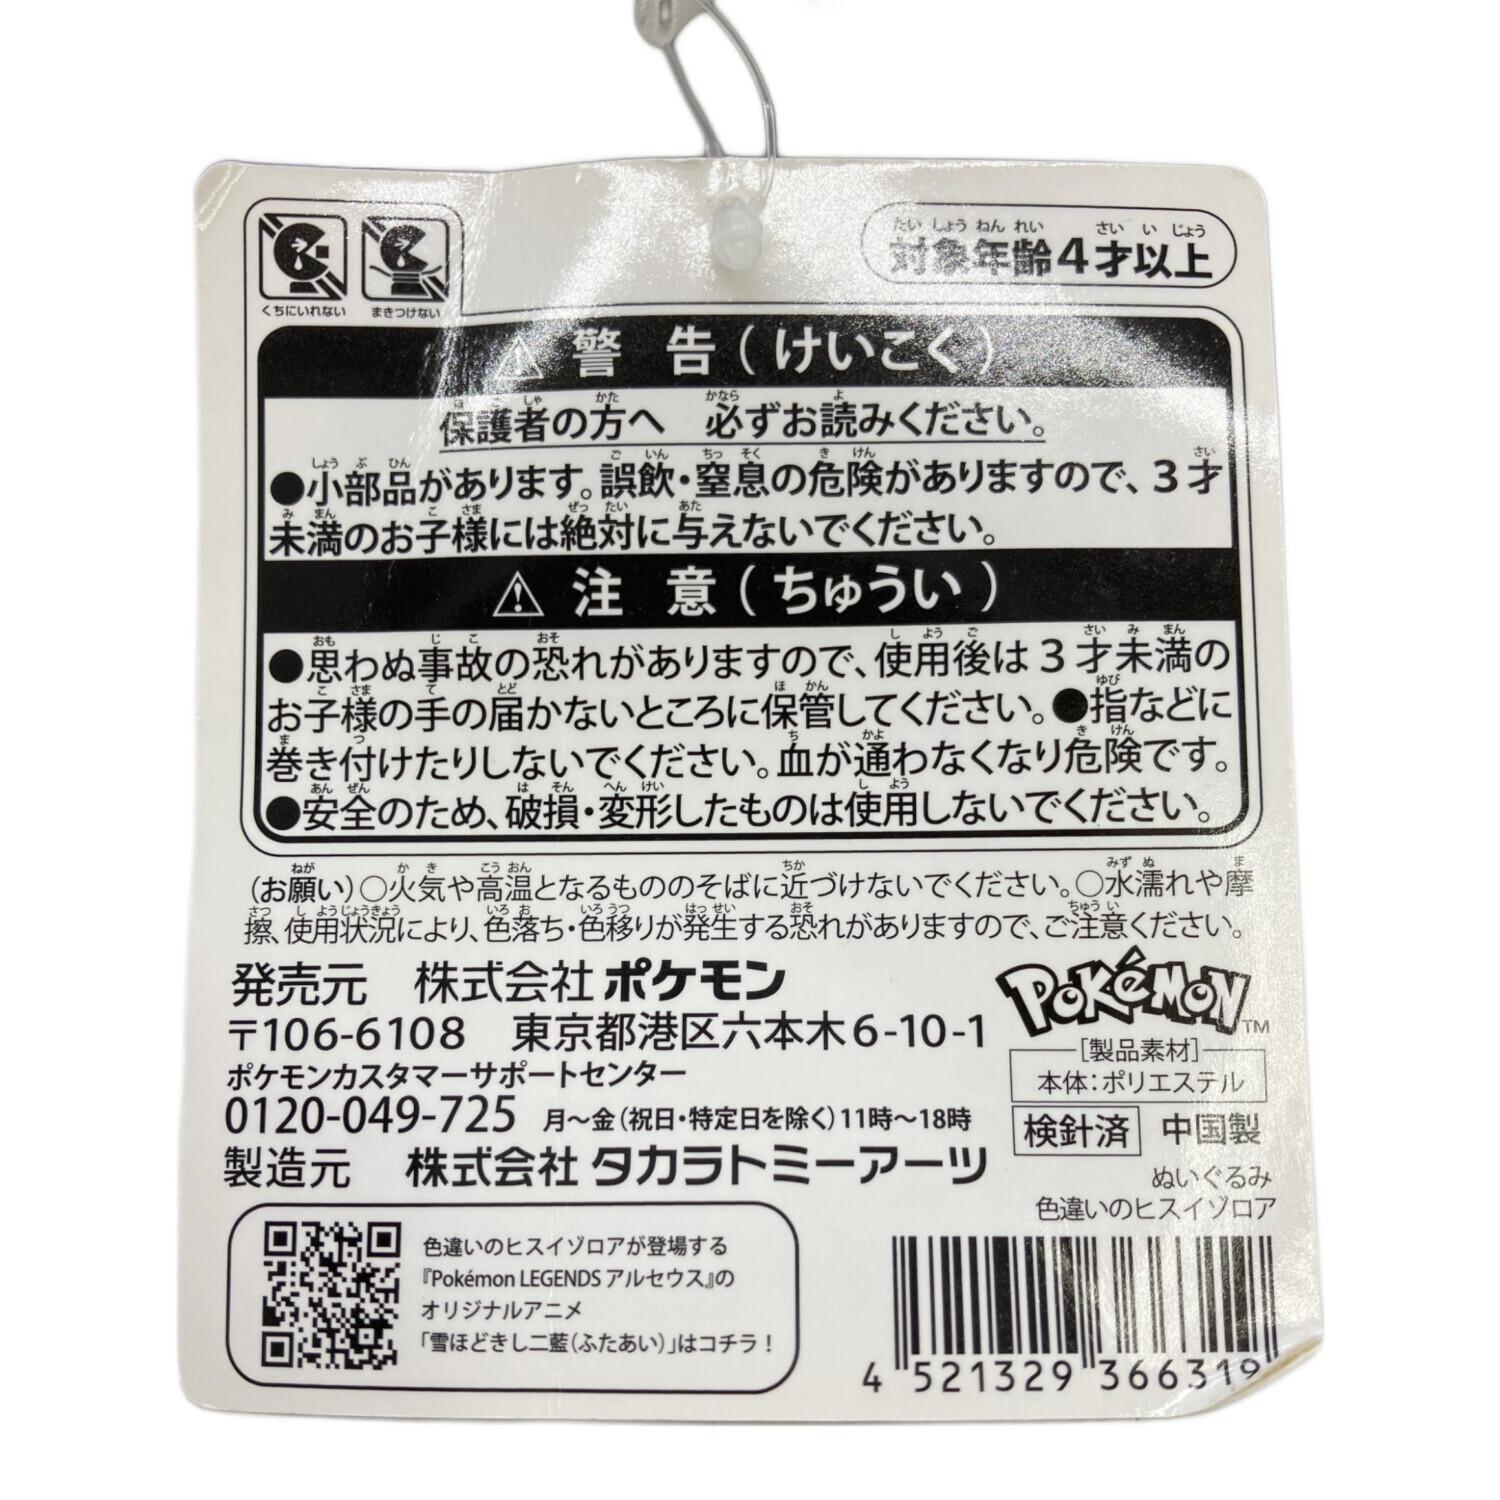 くちにいれない
まきつけない
対象年齢4才以上
警 告(けいこく)
保護者の方へ 必ずお読みください。
●小部品があります。誤飲・窒息の危険がありますので、3才
未満のお子様には絶対に与えないでください。
注 意(ちゅうい)
●思わぬ事故の恐れがありますので、使用後は3才未満の
お子様の手の届かないところに保管してください。●指などに
巻き付けたりしないでください。血が通わなくなり危険です。
●安全のため、破損・変形したものは使用しないでください。
(お願い)○火気や高温となるもののそばに近づけないでください。○水濡れや摩
擦、使用状況により、色落ち・色移りが発生する恐れがありますので、ご注意ください。
発売元 株式会社ポケモン
〒106-6108 東京都港区六本木6-10-1
ポケモンカスタマーサポートセンター
0120-049-725 月〜金(祝日・特定日を除く)11時〜18時
製造元 株式会社タカラトミーアーツ
POKéMON TM
[製品素材]
本体:ポリエステル
検針済 中国製
ぬいぐるみ
色違いのヒスイゾロア
色違いのヒスイゾロアが登場する
『Pokémon LEGENDS アルセウス』の
オリジナルアニメ
「雪ほどきし二藍(ふたあい)」はコチラ!
4 521329 366319